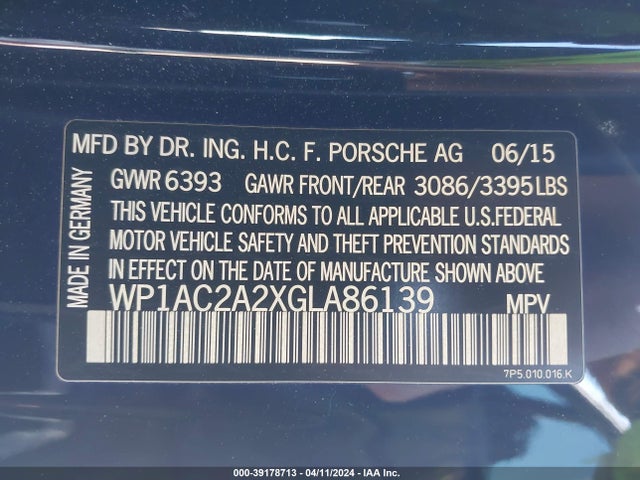 MFD BY DR. ING. H.C. F. PORSCHE AG 06/15
GVWR 6393 GAWR FRONT/REAR 3086/3395LBS
THIS VEHICLE CONFORMS TO ALL APPLICABLE U.S.FEDERAL
MOTOR VEHICLE SAFETY AND THEFT PREVENTION STANDARDS
IN EFFECT ON THE DATE OF MANUFACTURE SHOWN ABOVE
WP1AC2A2XGLA86139 MPV
MADE IN GERMANY
7P5.010.016.K
000-39178713 - 04/11/2024 - IAA Inc.